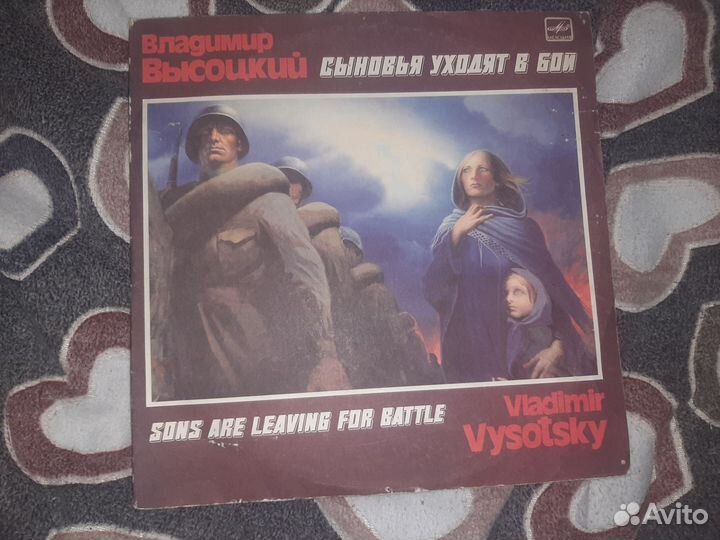 Владимир
Высоцкий
СЫНОВЬЯ УХОДЯТ В БОЙ
SONS ARE LEAVING FOR BATTLE
Vladimir
Vysotsky
Avito